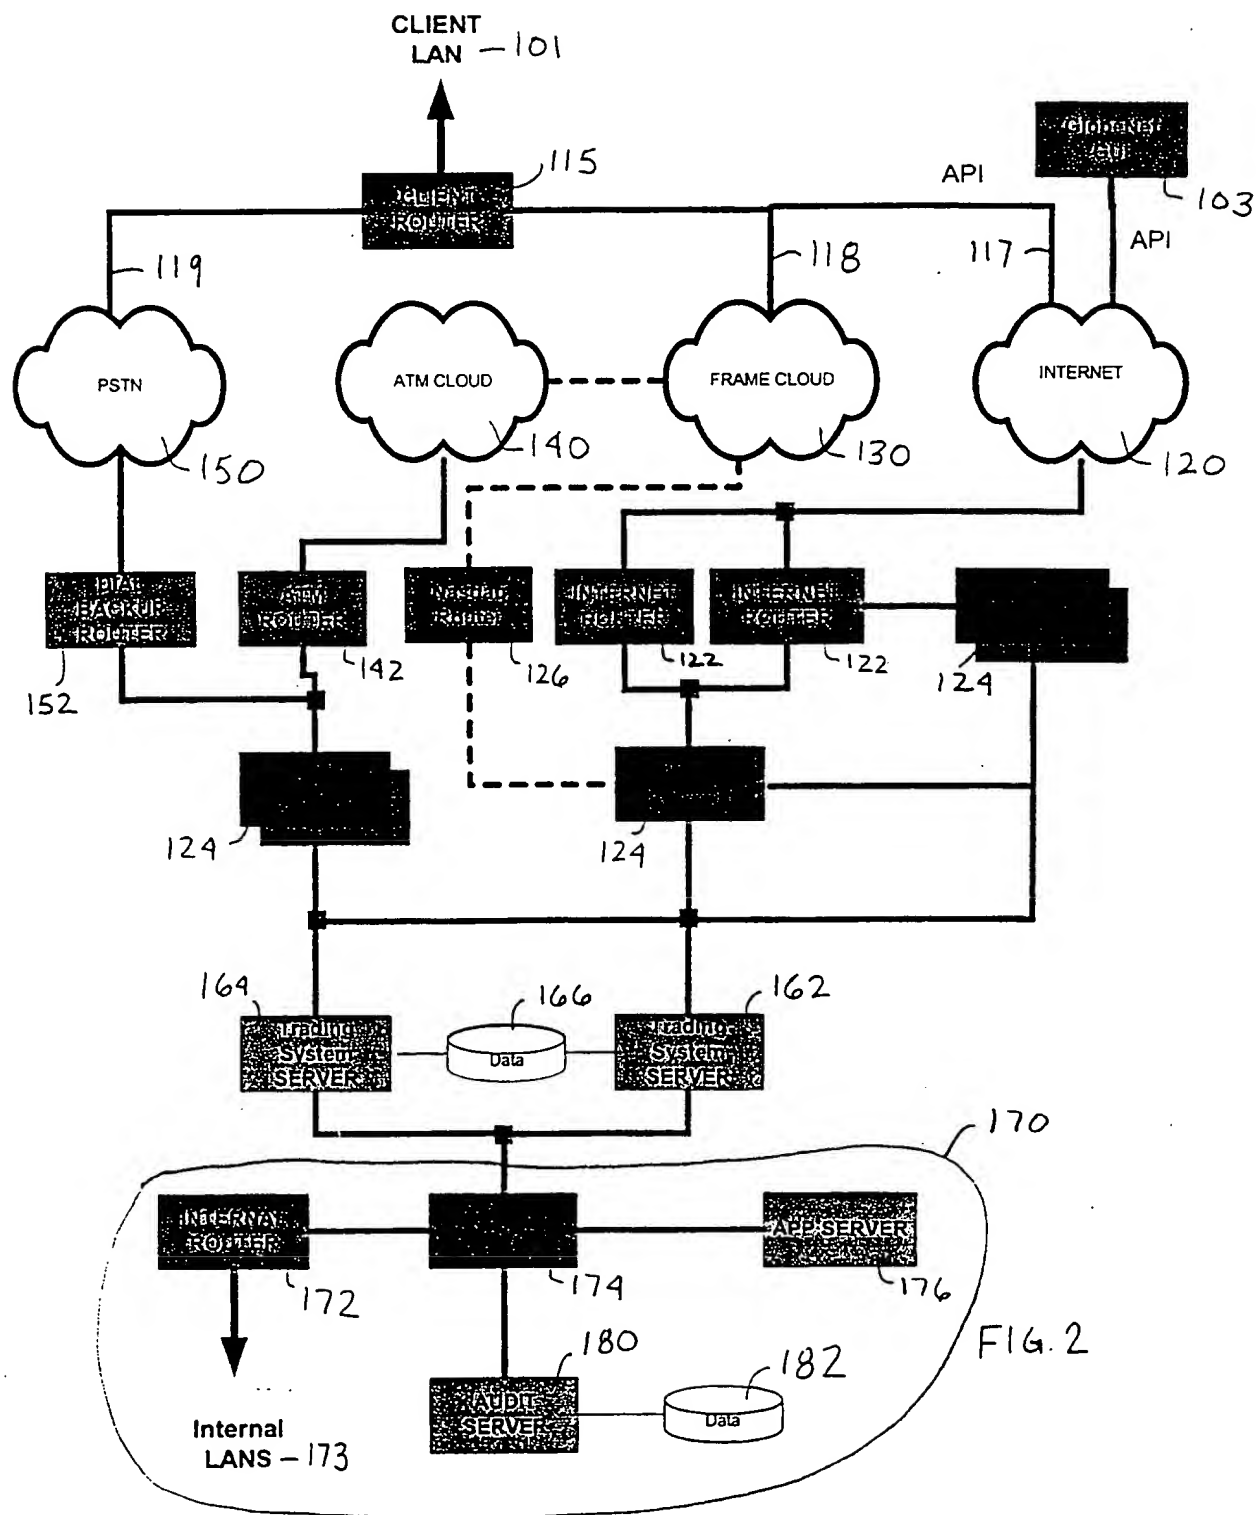 CLIENT
LAN - 101
GlobeNet
GUI
103
API
API
CLIENT
ROUTER
115
119
118
117
PSTN
150
ATM CLOUD
140
FRAME CLOUD
130
INTERNET
120
DIAL
BACKUP
ROUTER
152
ATM
ROUTER
142
Nasdaq
Router
126
INTERNET
ROUTER
122
INTERNET
ROUTER
122
124
124
124
164
Trading
System
SERVER
166
Data
162
Trading
System
SERVER
170
INTERNAL
ROUTER
172
174
APP SERVER
176
Internal
LANS - 173
180
AUDIT
SERVER
182
Data
FIG. 2